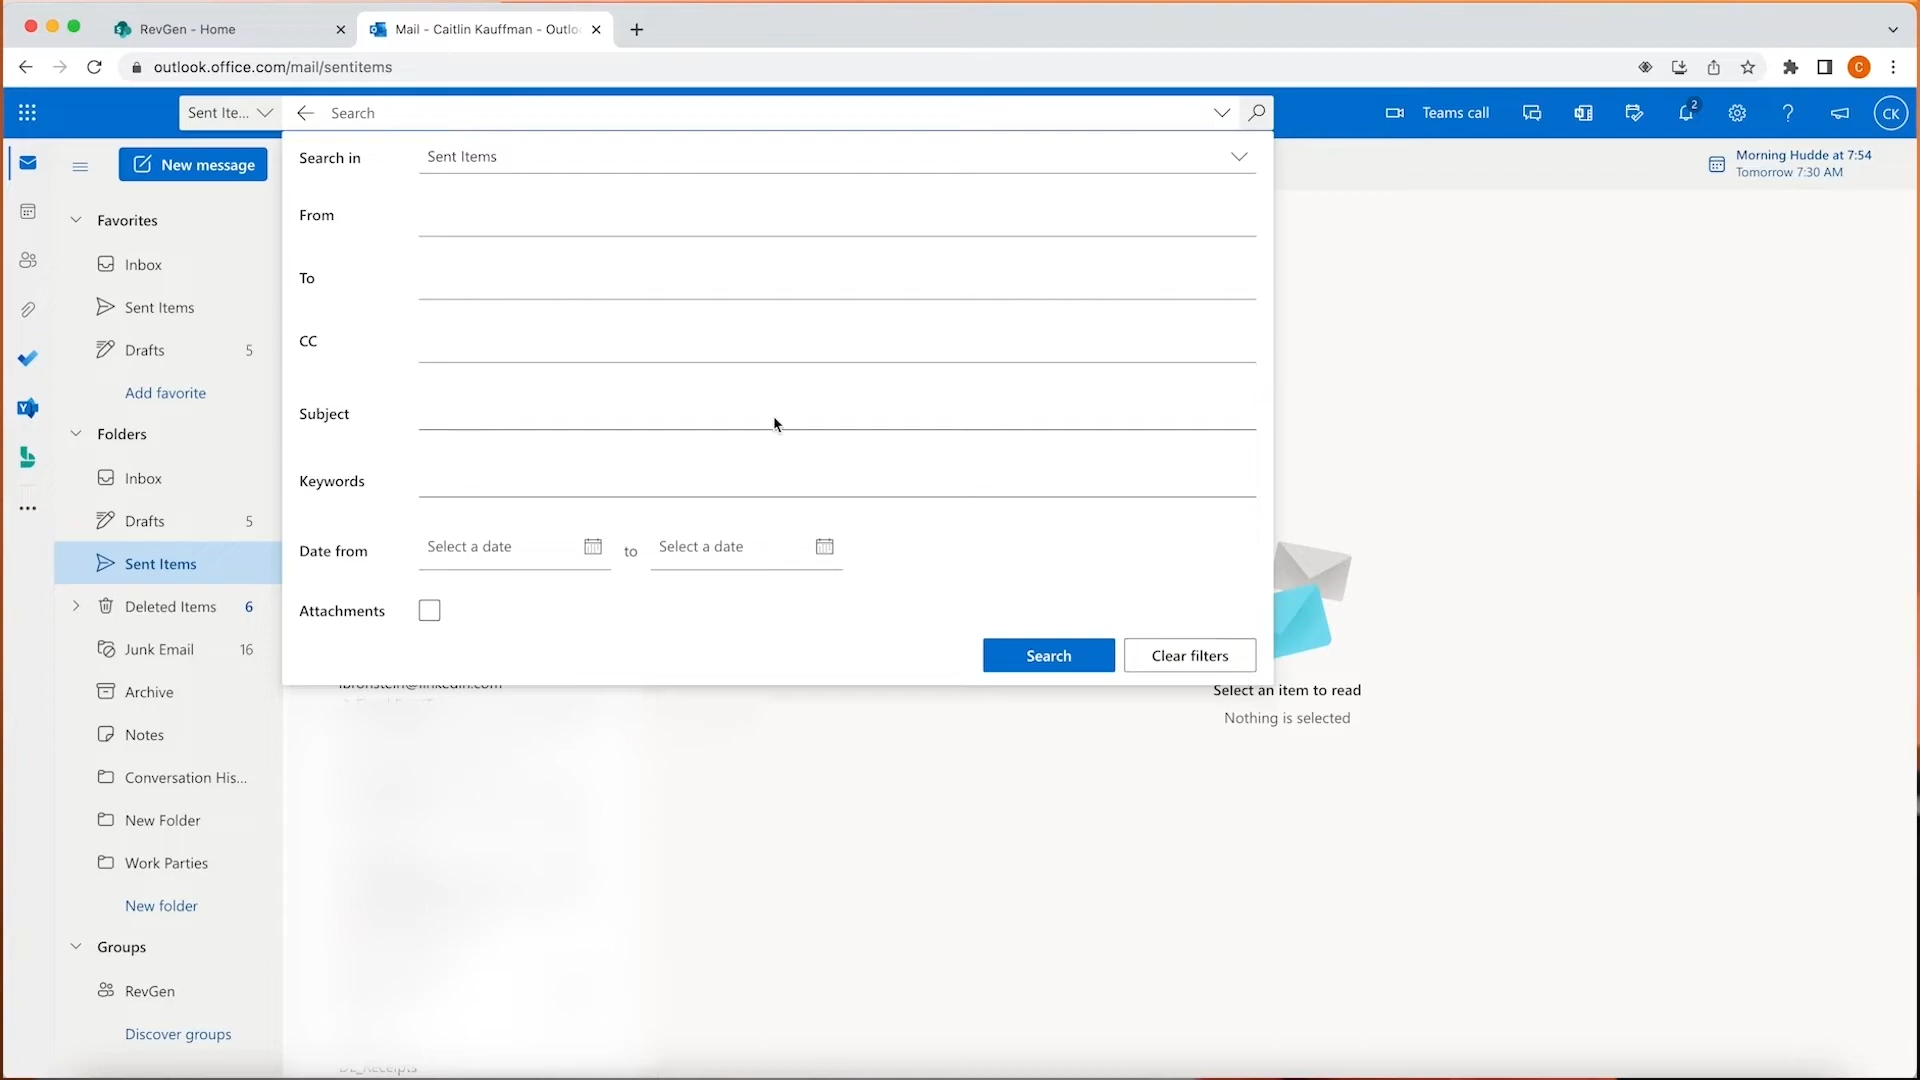 RevGen - Home
Mail - Caitlin Kauffman - Outlo
outlook.office.com/mail/sentitems
C
Sent Ite...
Search
Teams call
2
CK
New message
Search in
Sent Items
Morning Hudde at 7:54
Tomorrow 7:30 AM
Favorites
From
Inbox
To
Sent Items
CC
Drafts 5
Add favorite
Subject
Folders
Inbox
Keywords
Drafts 5
Date from
Select a date
to
Select a date
Sent Items
Deleted Items 6
Attachments
Junk Email 16
Search
Clear filters
Archive
Select an item to read
Nothing is selected
Notes
Conversation His...
New Folder
Work Parties
New folder
Groups
RevGen
Discover groups